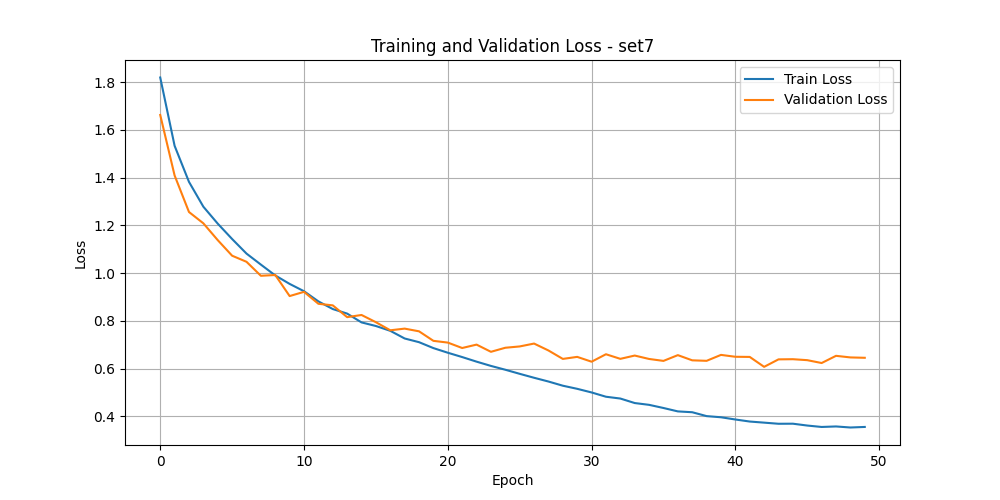 Training and Validation Loss - set7
Train Loss
Validation Loss
1.8
1.6
1.4
1.2
1.0
0.8
0.6
0.4
Loss
0 10 20 30 40 50
Epoch